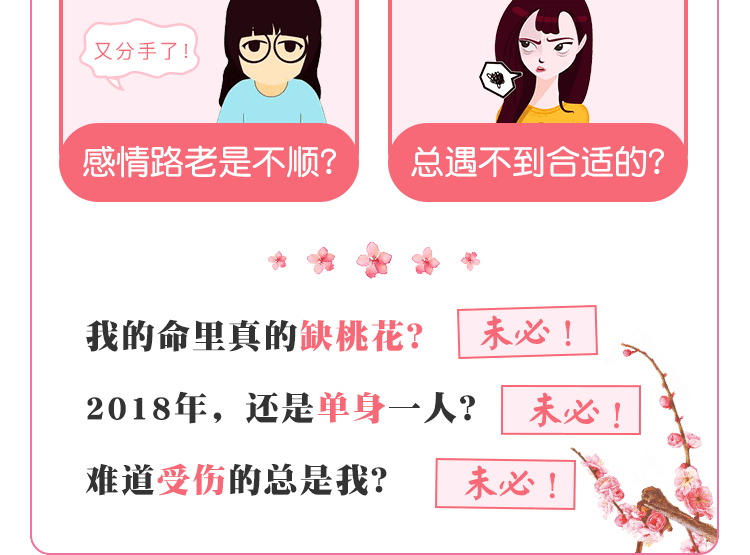 又分手了!
感情路老是不顺?
总遇不到合适的?
我的命里真的缺桃花? 未必!
2018年，还是单身一人? 未必!
难道受伤的总是我? 未必!